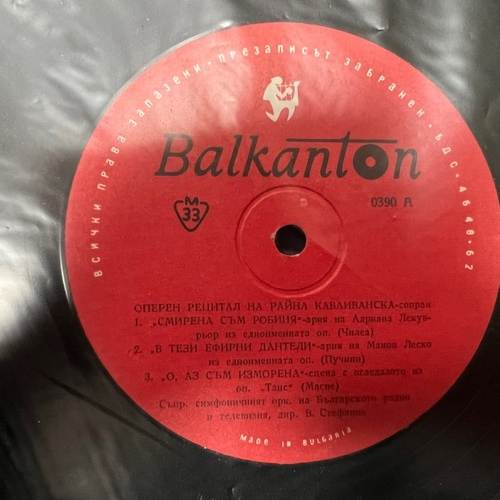 ВСИЧКИ ПРАВА ЗАПАЗЕНИ · ПРЕЗАПИСЪТ ЗАБРАНЕН · БДС · 4648-62
Balkanton
M
33
0390 А
ОПЕРЕН РЕЦИТАЛ НА РАЙНА КАБАИВАНСКА-сопран
1. „СМИРЕНА СЪМ РОБИНЯ“-ария на Адриана Лекув-
рьор из едноименната оп. (Чилеа)
2. „В ТЕЗИ ЕФИРНИ ДАНТЕЛИ“-ария на Манон Леско
из едноименната оп. (Пучини)
3. „О, АЗ СЪМ ИЗМОРЕНА“-сцена с огледалото из
оп. „Таис“ (Масне)
Съпр. симфоничният орк. на Българското радио
и телевизия, дир. В. Стефанов
MADE IN BULGARIA